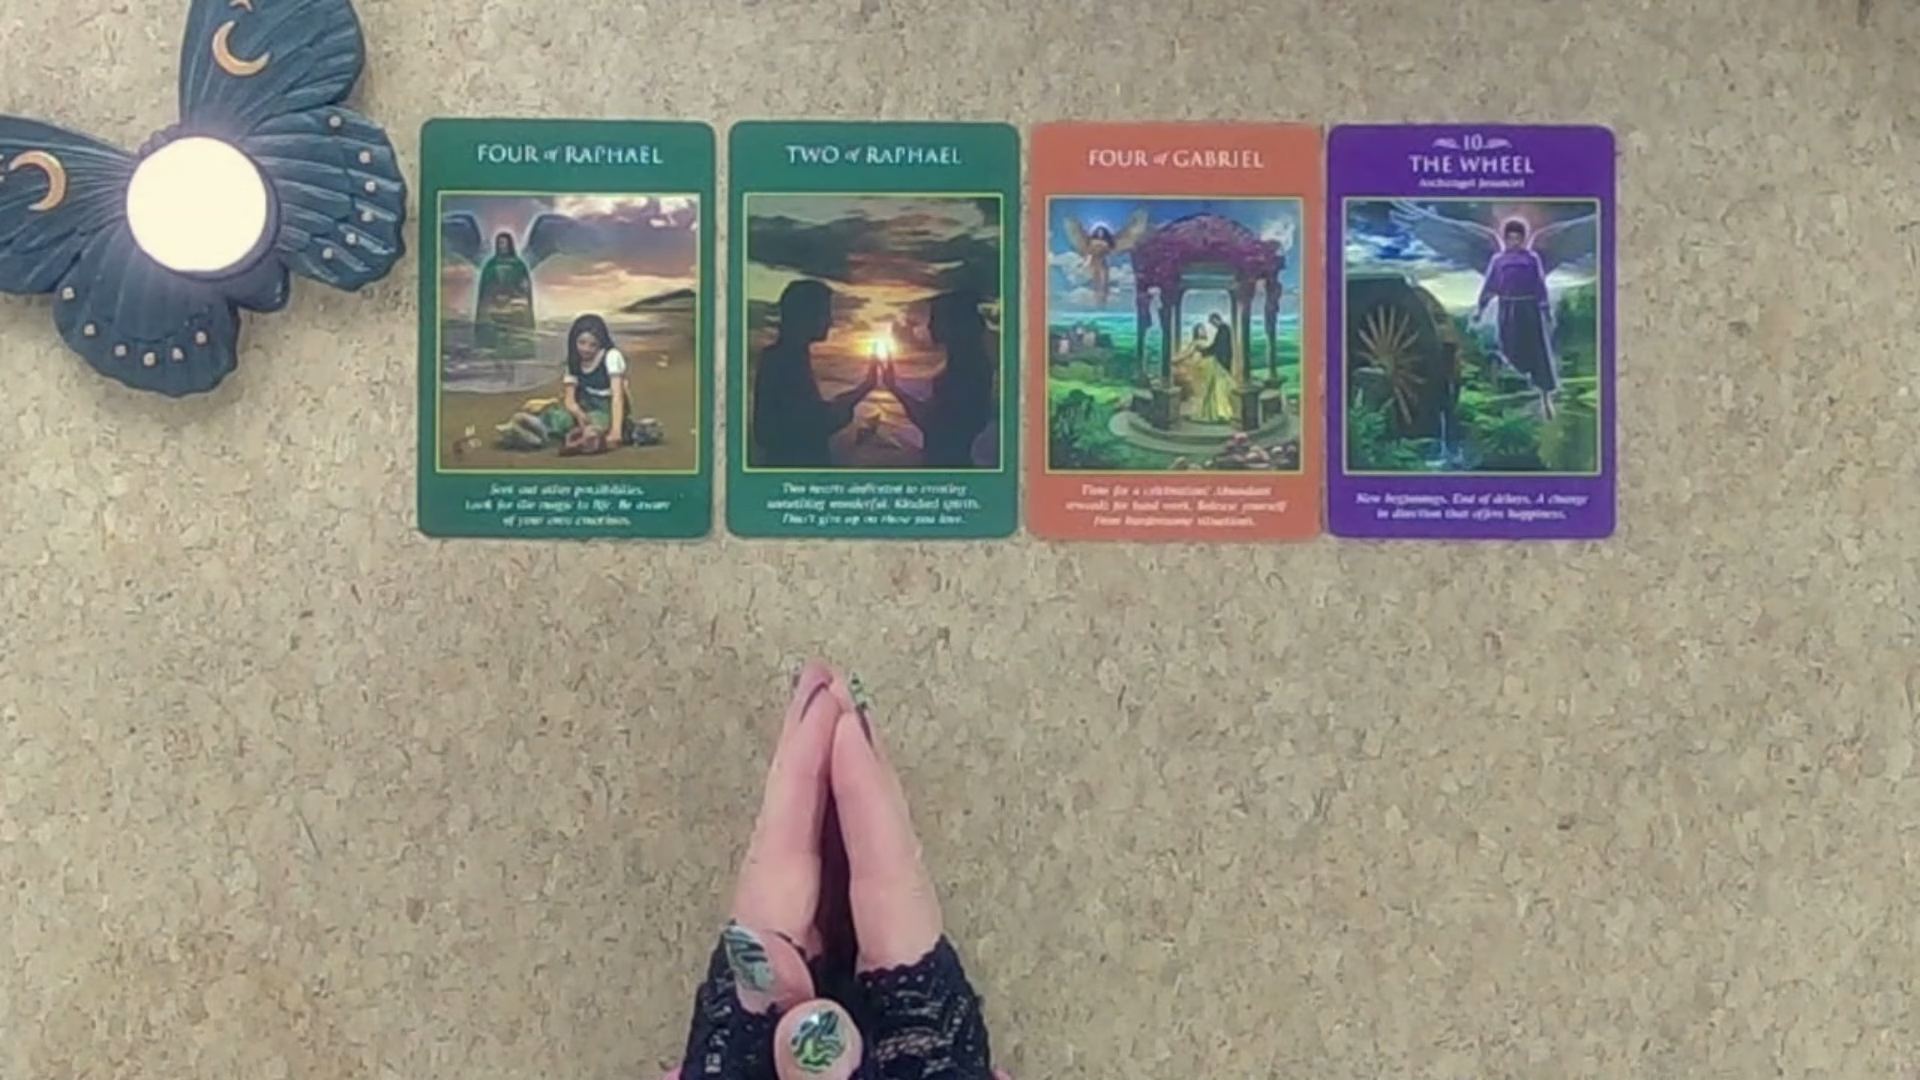 FOUR of RAPHAEL
Seek out other possibilities.
Look for the magic in life. Be aware
of your own emotions.
TWO of RAPHAEL
Two hearts dedicated to creating
something wonderful. Kindred spirits.
Don't give up on those you love.
FOUR of GABRIEL
Time for a celebration! Abundant
rewards for hard work. Release yourself
from burdensome situations.
10
THE WHEEL
Archangel Jeremiel
New beginnings. End of delays. A change
in direction that offers happiness.